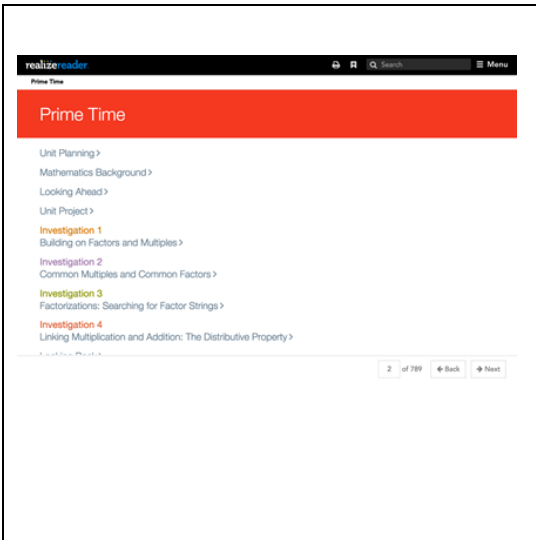 realizereader
Search
Menu
Prime Time
Prime Time
Unit Planning >
Mathematics Background >
Looking Ahead >
Unit Project >
Investigation 1
Building on Factors and Multiples >
Investigation 2
Common Multiples and Common Factors >
Investigation 3
Factorizations: Searching for Factor Strings >
Investigation 4
Linking Multiplication and Addition: The Distributive Property >
2 of 789 Back Next